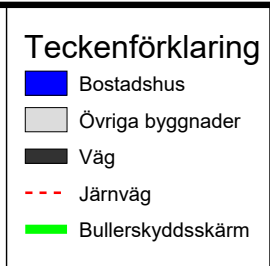 Teckenförklaring
Bostadshus
Övriga byggnader
Väg
Järnväg
Bullerskyddsskärm